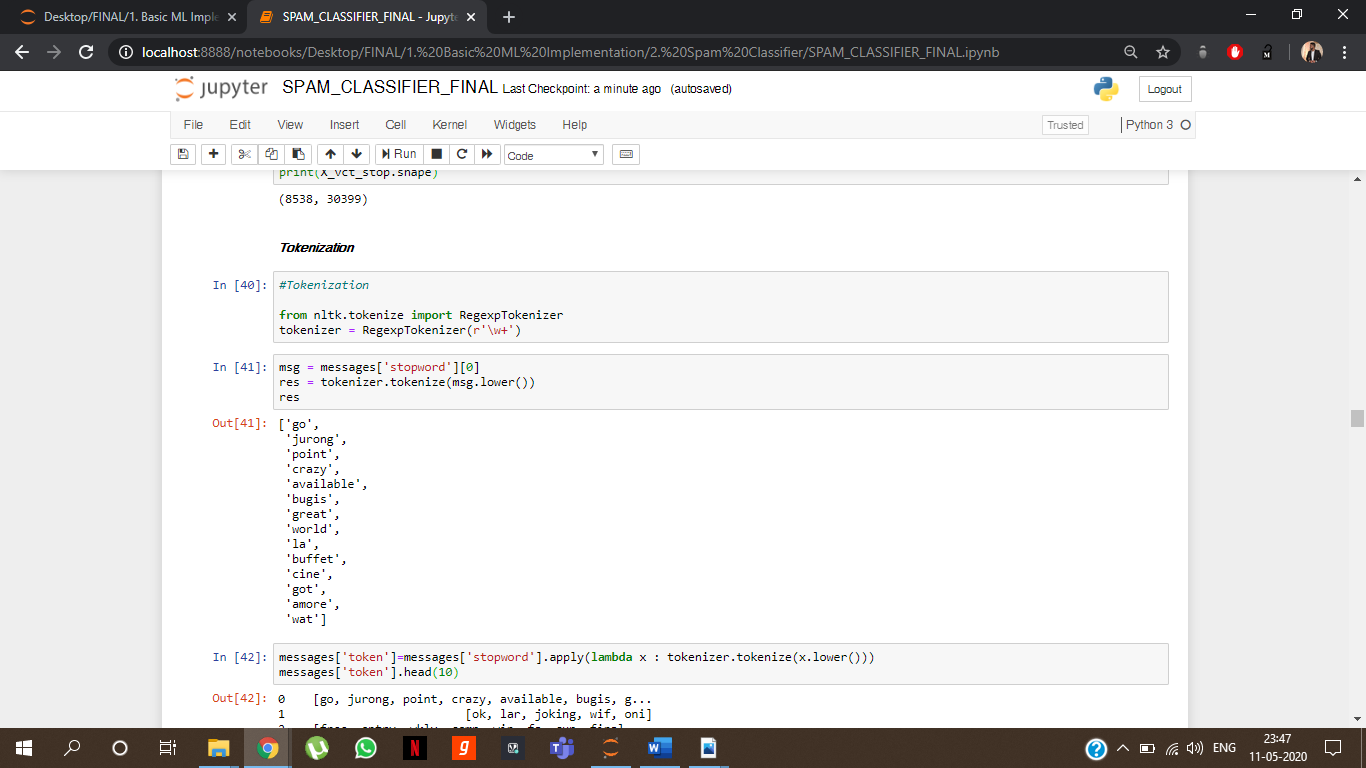 Desktop/FINAL/1. Basic ML Imple
SPAM_CLASSIFIER_FINAL - Jupyte
localhost:8888/notebooks/Desktop/FINAL/1.%20Basic%20ML%20Implementation/2.%20Spam%20Classifier/SPAM_CLASSIFIER_FINAL.ipynb
jupyter SPAM_CLASSIFIER_FINAL Last Checkpoint: a minute ago (autosaved) Logout
File Edit View Insert Cell Kernel Widgets Help Trusted Python 3 O
Run Code
print(X_vct_stop.shape)
(8538, 30399)
Tokenization
In [40]: #Tokenization
from nltk.tokenize import RegexpTokenizer
tokenizer = RegexpTokenizer(r'\w+')
In [41]: msg = messages['stopword'][0]
res = tokenizer.tokenize(msg.lower())
res
Out[41]: ['go',
'jurong',
'point',
'crazy',
'available',
'bugis',
'great',
'world',
'la',
'buffet',
'cine',
'got',
'amore',
'wat']
In [42]: messages['token']=messages['stopword'].apply(lambda x : tokenizer.tokenize(x.lower()))
messages['token'].head(10)
Out[42]: 0 [go, jurong, point, crazy, available, bugis, g...
1 [ok, lar, joking, wif, oni]
N g W ENG 23:47
11-05-2020